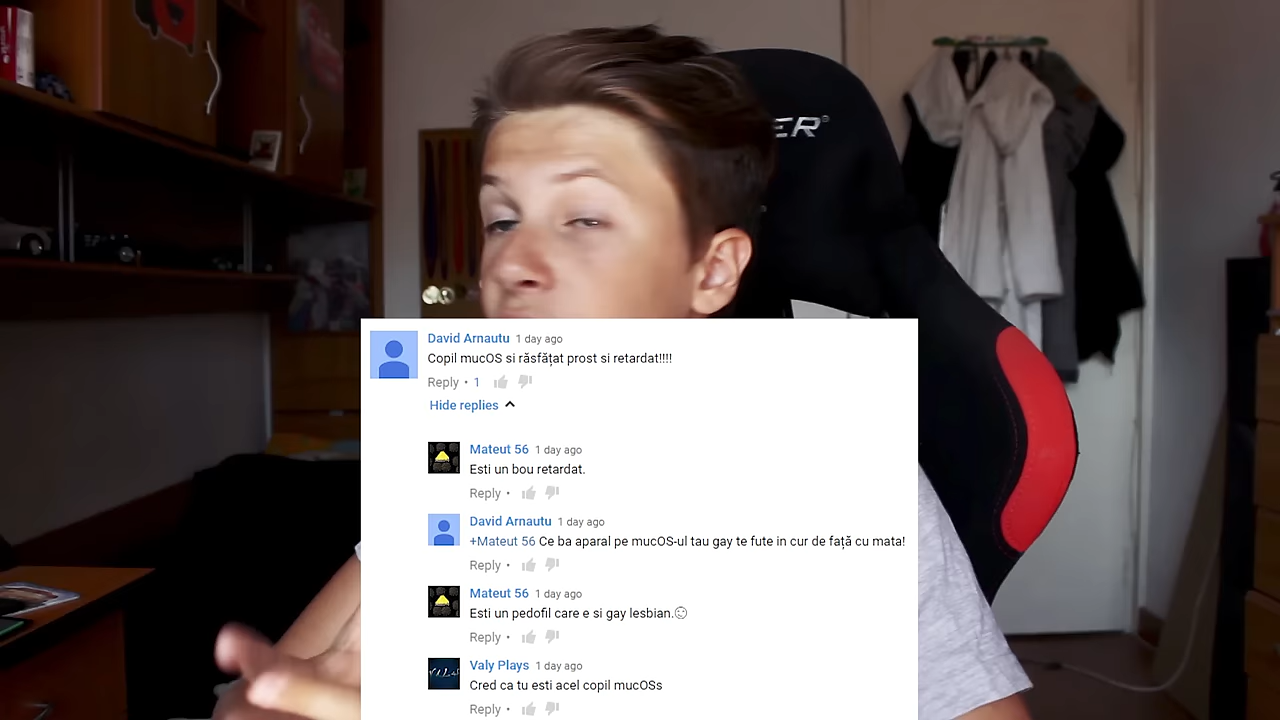 ER®
David Arnautu 1 day ago
Copil mucOS si răsfățat prost si retardat!!!!
Reply • 1
Hide replies
Mateut 56 1 day ago
Esti un bou retardat.
Reply •
David Arnautu 1 day ago
+Mateut 56 Ce ba aparal pe mucOS-ul tau gay te fute in cur de față cu mata!
Reply •
Mateut 56 1 day ago
Esti un pedofil care e si gay lesbian.
Reply •
Valy Plays 1 day ago
Cred ca tu esti acel copil mucOSs
Reply •